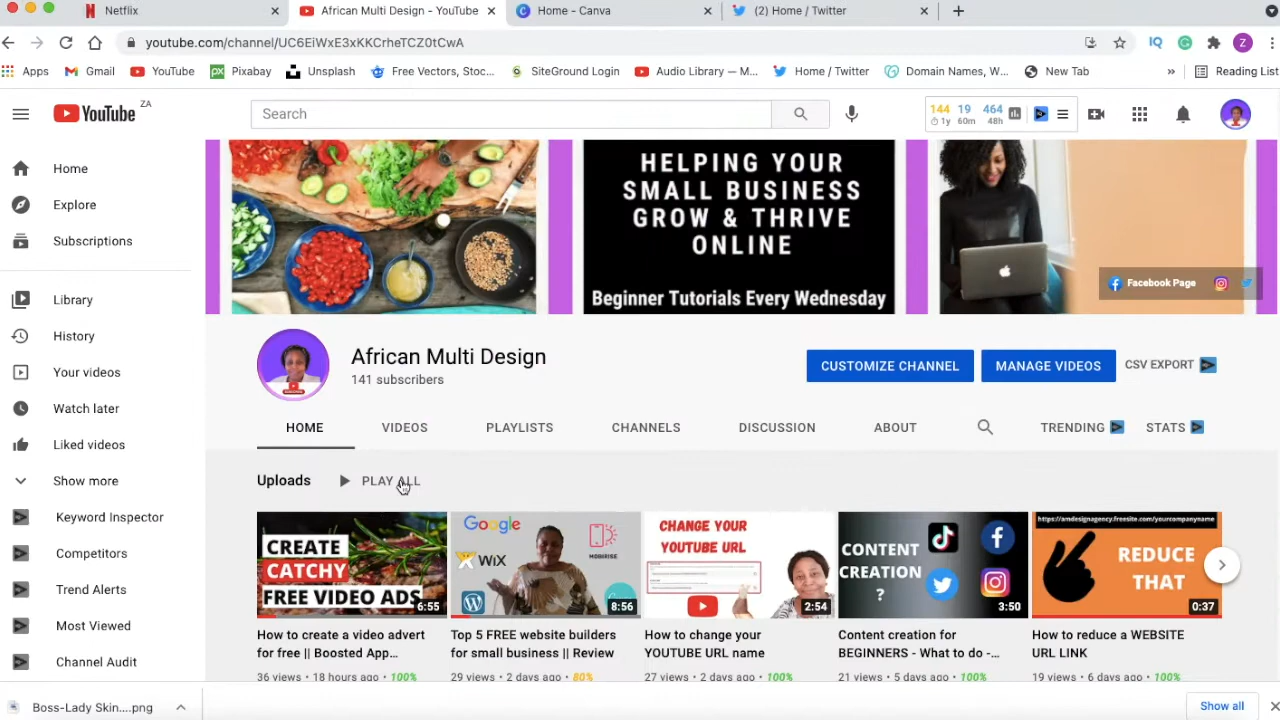 Netflix
African Multi Design - YouTube
Home - Canva
(2) Home / Twitter
youtube.com/channel/UC6EiWxE3xKKCrheTCZ0tCwA
Apps
Gmail
YouTube
Pixabay
Unsplash
Free Vectors, Stoc...
SiteGround Login
Audio Library — M...
Home / Twitter
Domain Names, W...
New Tab
»
Reading List
YouTube ZA
Search
144 19 464
1y 60m 48h
Home
Explore
Subscriptions
Library
History
Your videos
Watch later
Liked videos
Show more
Keyword Inspector
Competitors
Trend Alerts
Most Viewed
Channel Audit
HELPING YOUR
SMALL BUSINESS
GROW & THRIVE
ONLINE
Beginner Tutorials Every Wednesday
Facebook Page
African Multi Design
141 subscribers
CUSTOMIZE CHANNEL
MANAGE VIDEOS
CSV EXPORT
HOME
VIDEOS
PLAYLISTS
CHANNELS
DISCUSSION
ABOUT
TRENDING
STATS
Uploads
PLAY ALL
CREATE
CATCHY
FREE VIDEO ADS
6:55
How to create a video advert
for free || Boosted App...
36 views • 18 hours ago • 100%
Google
WiX
MOBIRISE
8:56
Top 5 FREE website builders
for small business || Review
29 views • 2 days ago • 80%
CHANGE YOUR
YOUTUBE URL
2:54
How to change your
YOUTUBE URL name
27 views • 2 days ago • 100%
CONTENT
CREATION
?
3:50
Content creation for
BEGINNERS - What to do -...
21 views • 5 days ago • 100%
https://amdesignagency.freesite.com/yourcompanyname
REDUCE
THAT
0:37
How to reduce a WEBSITE
URL LINK
19 views • 6 days ago • 100%
Boss-Lady Skin....png
Show all